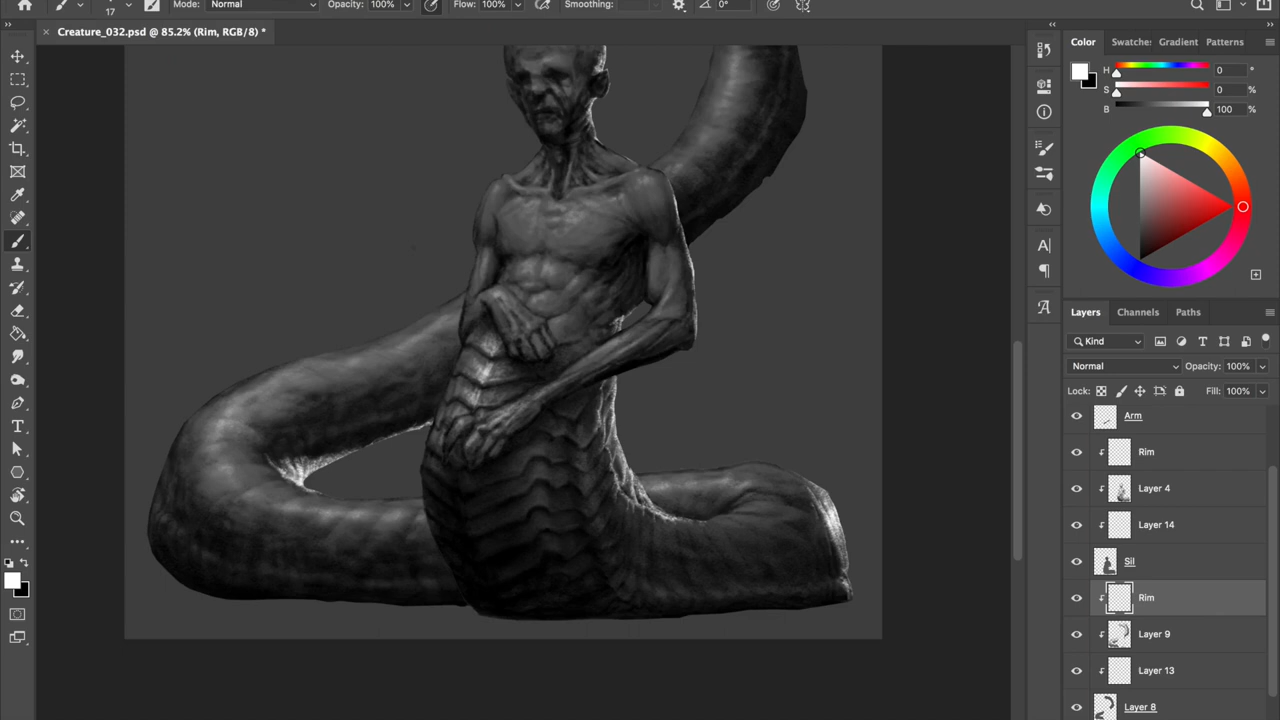 Mode: Normal Opacity: 100% Flow: 100% Smoothing: 0°
17
Creature_032.psd @ 85.2% (Rim, RGB/8) *
Color Swatche: Gradient Patterns
H 0 °
S 0 %
B 100 %
Layers Channels Paths
Kind
Normal Opacity: 100%
Lock: Fill: 100%
Arm
Rim
Layer 4
Layer 14
Sil
Rim
Layer 9
Layer 13
Layer 8